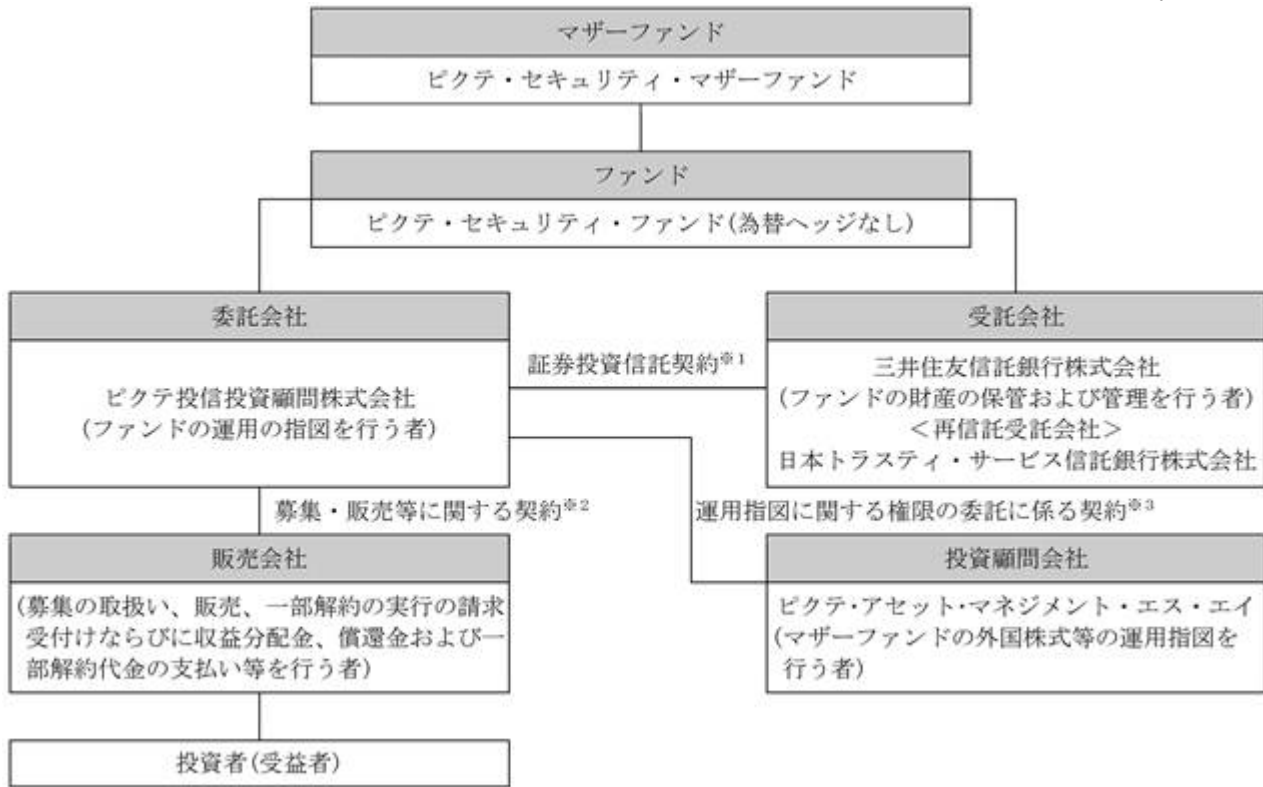 マザーファンド
ピクテ・セキュリティ・マザーファンド
ファンド
ピクテ・セキュリティ・ファンド(為替ヘッジなし)
委託会社
ピクテ投信投資顧問株式会社
(ファンドの運用の指図を行う者)
証券投資信託契約※1
受託会社
三井住友信託銀行株式会社
(ファンドの財産の保管および管理を行う者)
＜再信託受託会社＞
日本トラスティ・サービス信託銀行株式会社
募集・販売等に関する契約※2
運用指図に関する権限の委託に係る契約※3
販売会社
(募集の取扱い、販売、一部解約の実行の請求
受付けならびに収益分配金、償還金および一
部解約代金の支払い等を行う者)
投資顧問会社
ピクテ･アセット･マネジメント・エス・エイ
(マザーファンドの外国株式等の運用指図を
行う者)
投資者(受益者)